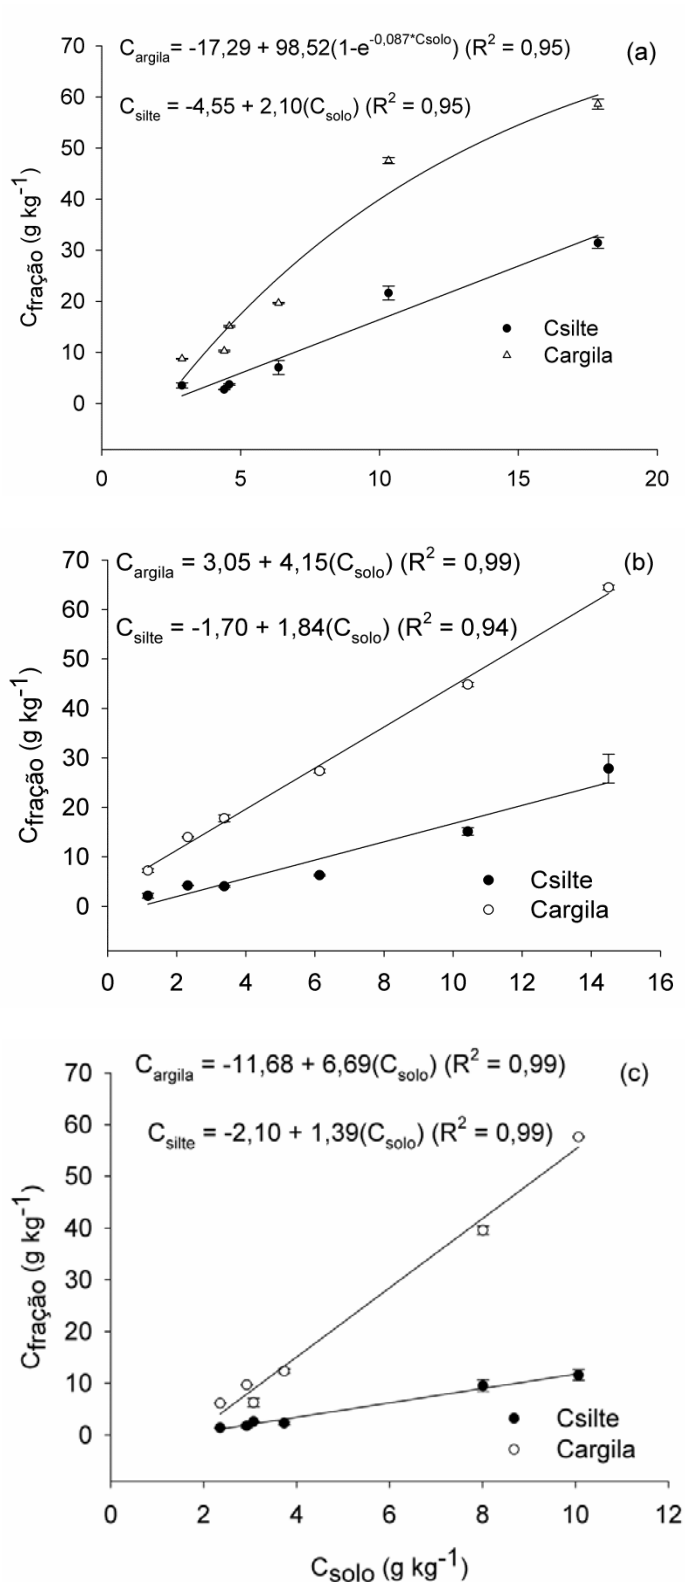 C_argila = -17,29 + 98,52(1-e^-0,087*Csolo) (R² = 0,95)
(a)
C_silte = -4,55 + 2,10(C_solo) (R² = 0,95)
C_fração (g kg⁻¹)
70
60
50
40
30
20
10
0
Csilte
Cargila
0 5 10 15 20
C_argila = 3,05 + 4,15(C_solo) (R² = 0,99)
(b)
C_silte = -1,70 + 1,84(C_solo) (R² = 0,94)
C_fração (g kg⁻¹)
70
60
50
40
30
20
10
0
Csilte
Cargila
0 2 4 6 8 10 12 14 16
C_argila = -11,68 + 6,69(C_solo) (R² = 0,99)
(c)
C_silte = -2,10 + 1,39(C_solo) (R² = 0,99)
C_fração (g kg⁻¹)
70
60
50
40
30
20
10
0
Csilte
Cargila
0 2 4 6 8 10 12
C_solo (g kg⁻¹)